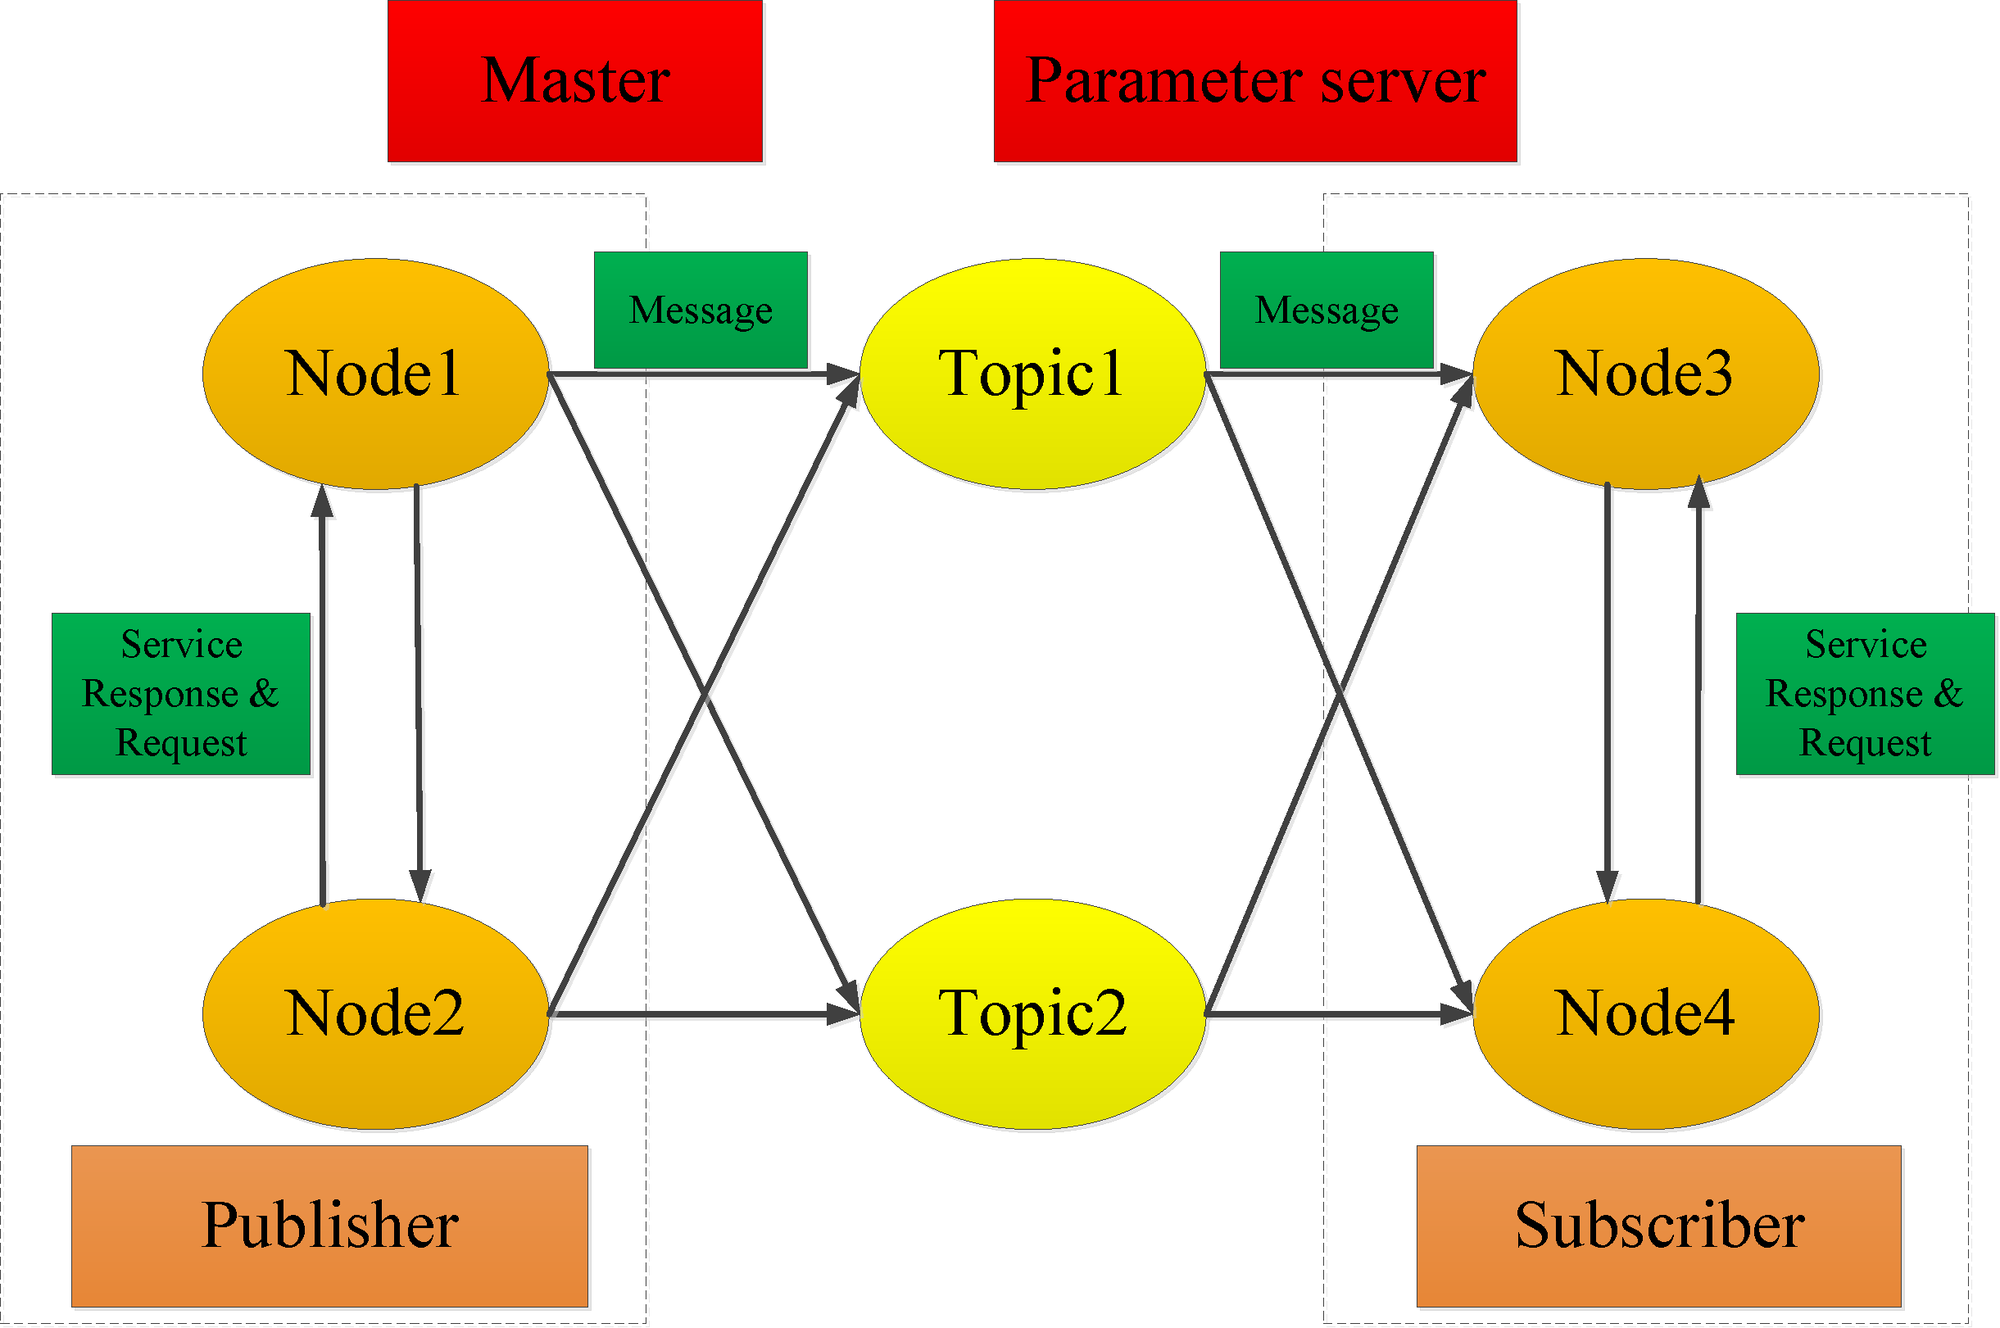 Master
Parameter server
Message
Message
Node1
Topic1
Node3
Service
Response &
Request
Service
Response &
Request
Node2
Topic2
Node4
Publisher
Subscriber